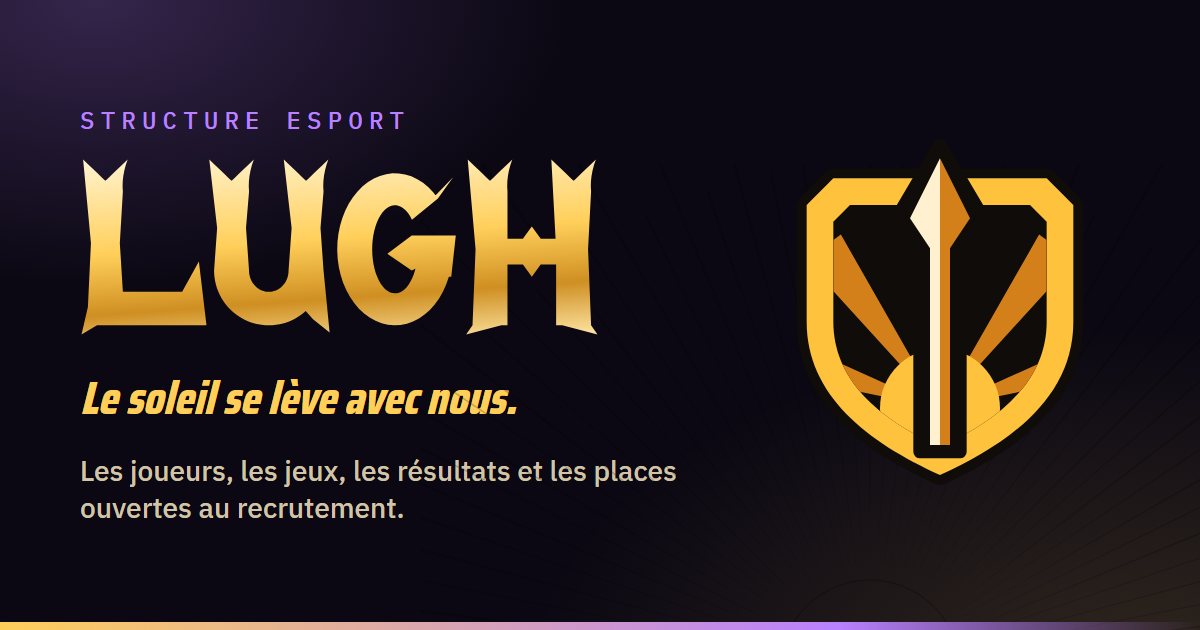 STRUCTURE ESPORT
LUGH
Le soleil se lève avec nous.
Les joueurs, les jeux, les résultats et les places
ouvertes au recrutement.